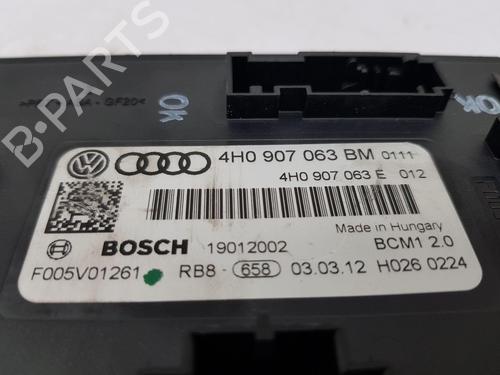 B-PARTS
OK
OK
4H0 907 063 BM 0111
4H0 907 063 E 012
Made in Hungary
BOSCH 19012002 BCM1 2.0
F005V01261 RB8- 658 03.03.12 H026 0224